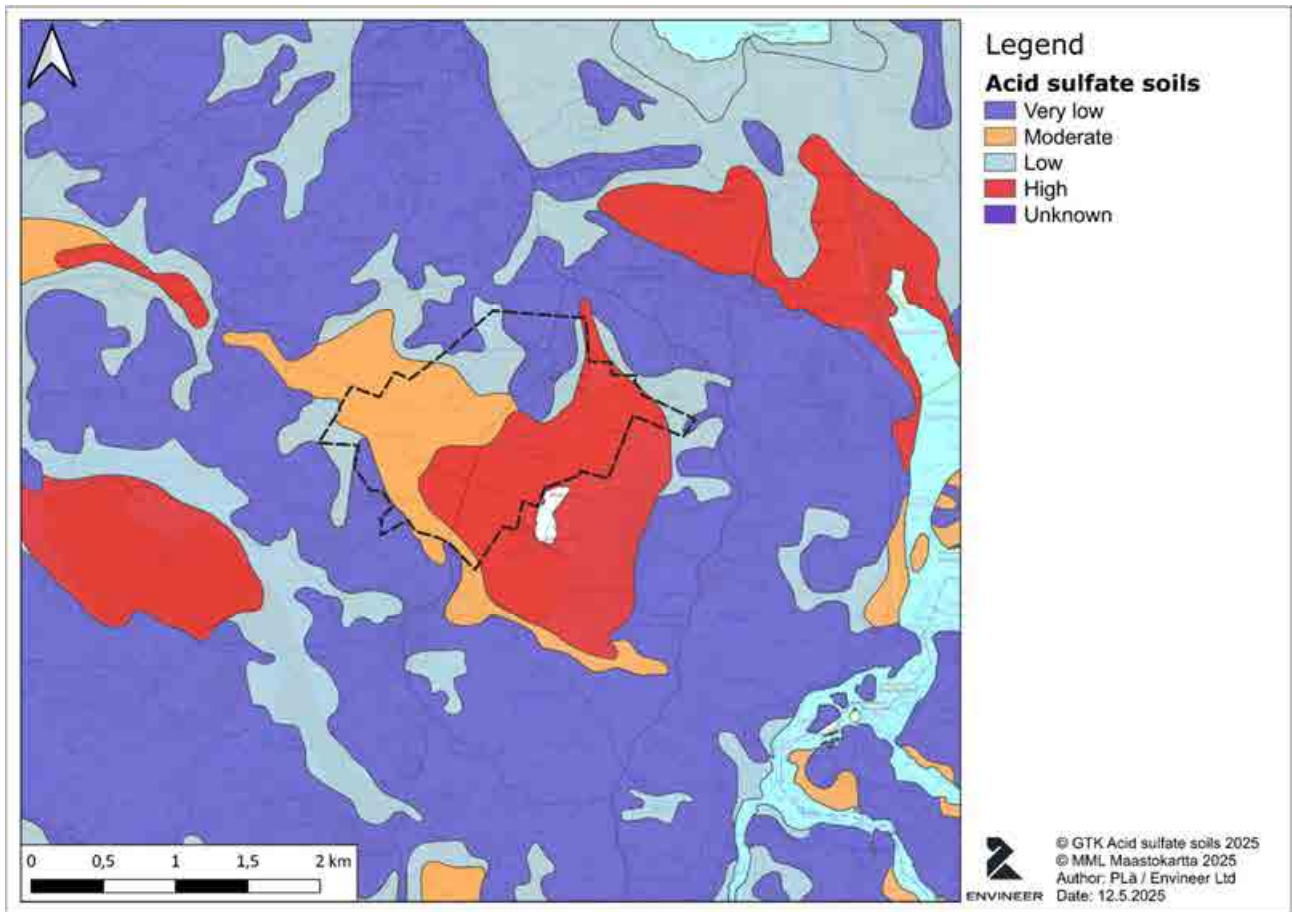 Legend
Acid sulfate soils
Very low
Moderate
Low
High
Unknown
0 0,5 1 1,5 2 km
ENVINEER
© GTK Acid sulfate soils 2025
© MML Maastokartta 2025
Author: PLä / Envineer Ltd
Date: 12.5.2025